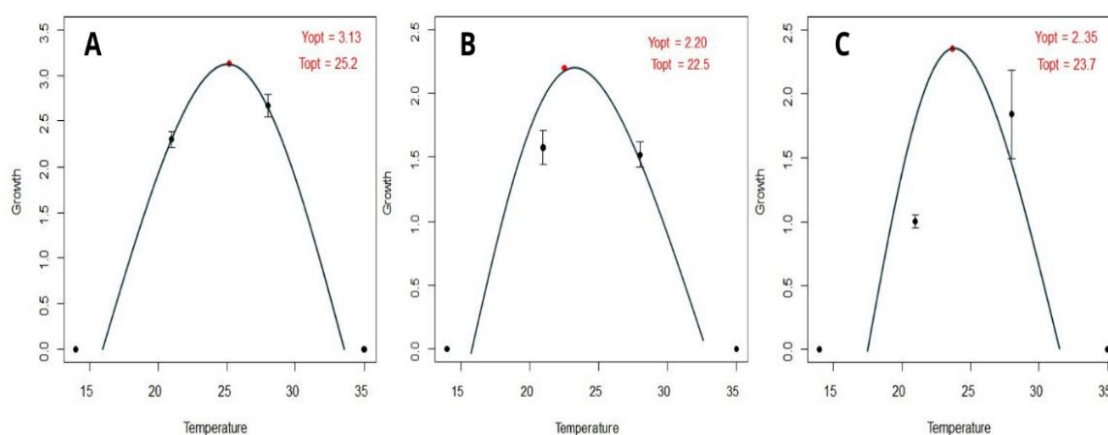 A
Yopt = 3.13
Topt = 25.2
Growth
0.0 0.5 1.0 1.5 2.0 2.5 3.0 3.5
15 20 25 30 35
Temperature
B
Yopt = 2.20
Topt = 22.5
Growth
0.0 0.5 1.0 1.5 2.0 2.5
15 20 25 30 35
Temperature
C
Yopt = 2.35
Topt = 23.7
Growth
0.0 0.5 1.0 1.5 2.0 2.5
15 20 25 30 35
Temperature